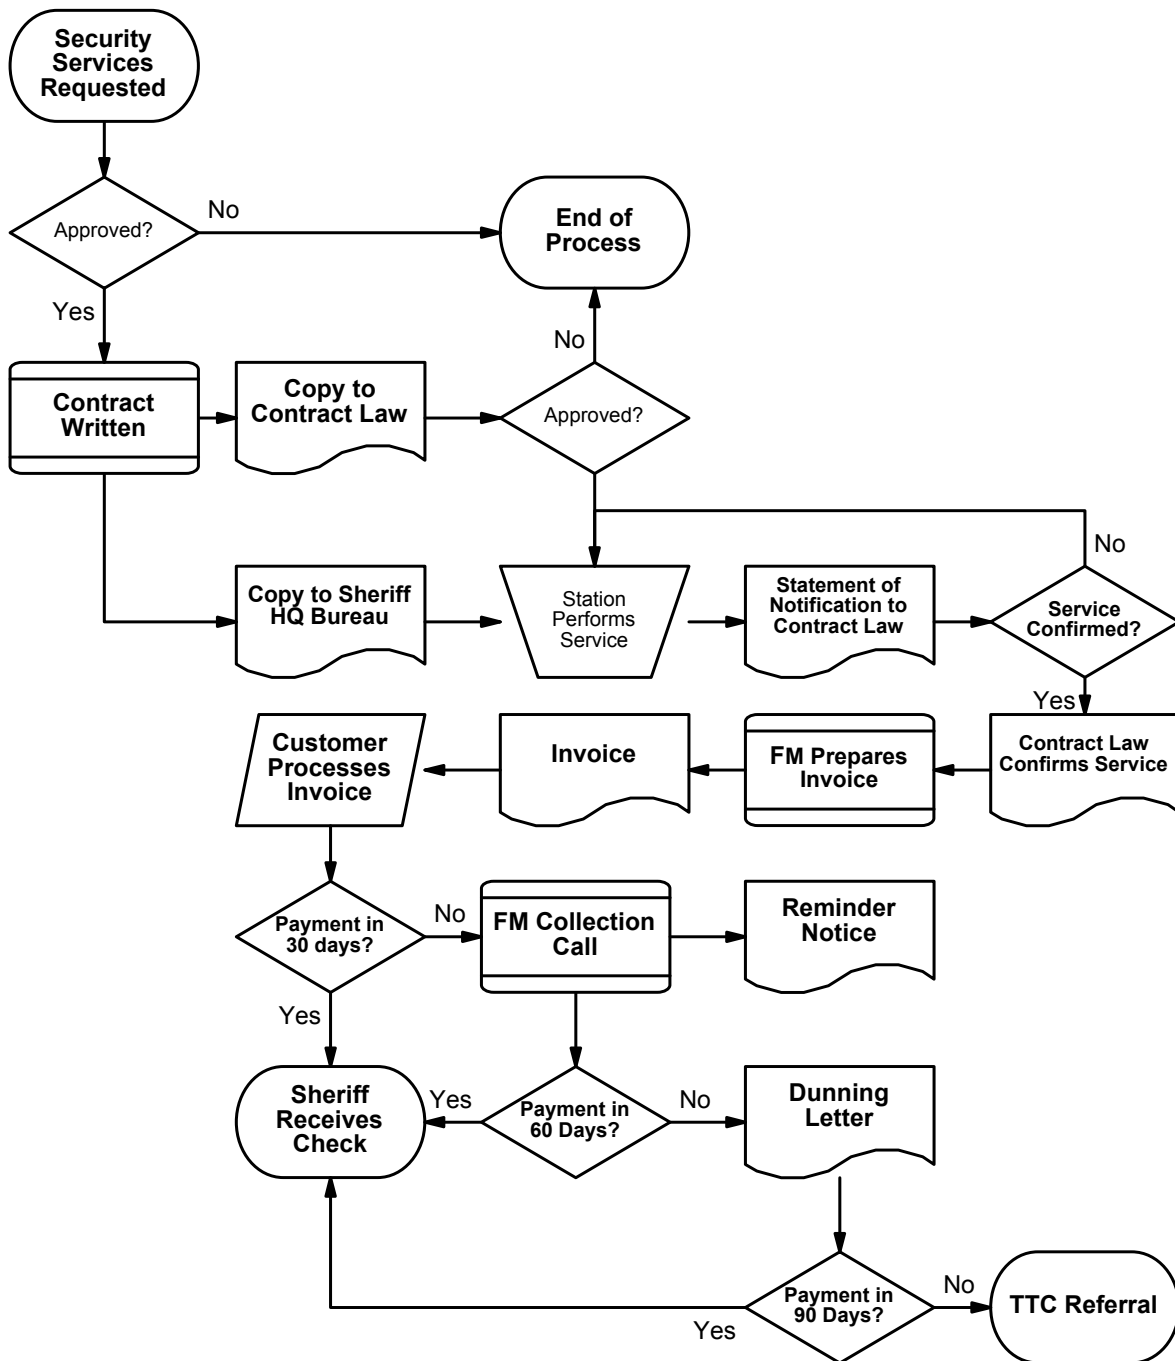 Security
Services
Requested
Approved?
No
End of
Process
Yes
No
Contract
Written
Copy to
Contract Law
Approved?
No
Copy to Sheriff
HQ Bureau
Station
Performs
Service
Statement of
Notification to
Contract Law
Service
Confirmed?
Yes
Customer
Processes
Invoice
Invoice
FM Prepares
Invoice
Contract Law
Confirms Service
Payment in
30 days?
No
FM Collection
Call
Reminder
Notice
Yes
Sheriff
Receives
Check
Yes
Payment in
60 Days?
No
Dunning
Letter
Payment in
90 Days?
No
TTC Referral
Yes